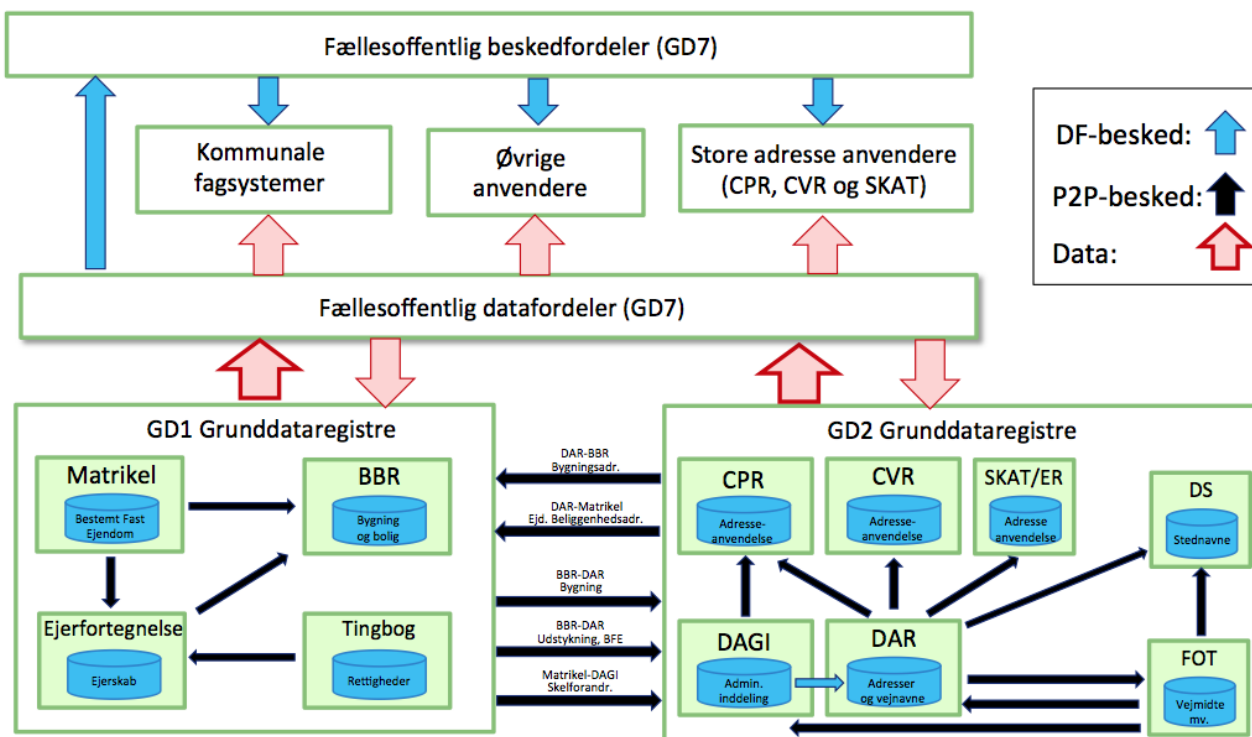 Fællesoffentlig beskedfordeler (GD7)
Kommunale
fagsystemer
Øvrige
anvendere
Store adresse anvendere
(CPR, CVR og SKAT)
DF-besked:
P2P-besked:
Data:
Fællesoffentlig datafordeler (GD7)
GD1 Grunddataregistre
Matrikel
Bestemt Fast
Ejendom
BBR
Bygning
og bolig
Ejerfortegnelse
Ejerskab
Tingbog
Rettigheder
DAR-BBR
Bygningsadr.
DAR-Matrikel
Ejd. Beliggenhedsadr.
BBR-DAR
Bygning
BBR-DAR
Udstykning, BFE
Matrikel-DAGI
Skelforandr.
GD2 Grunddataregistre
CPR
Adresse-
anvendelse
CVR
Adresse-
anvendelse
SKAT/ER
Adresse
anvendelse
DS
Stednavne
DAGI
Admin.
inddeling
DAR
Adresser
og vejnavne
FOT
Vejmidte
mv.